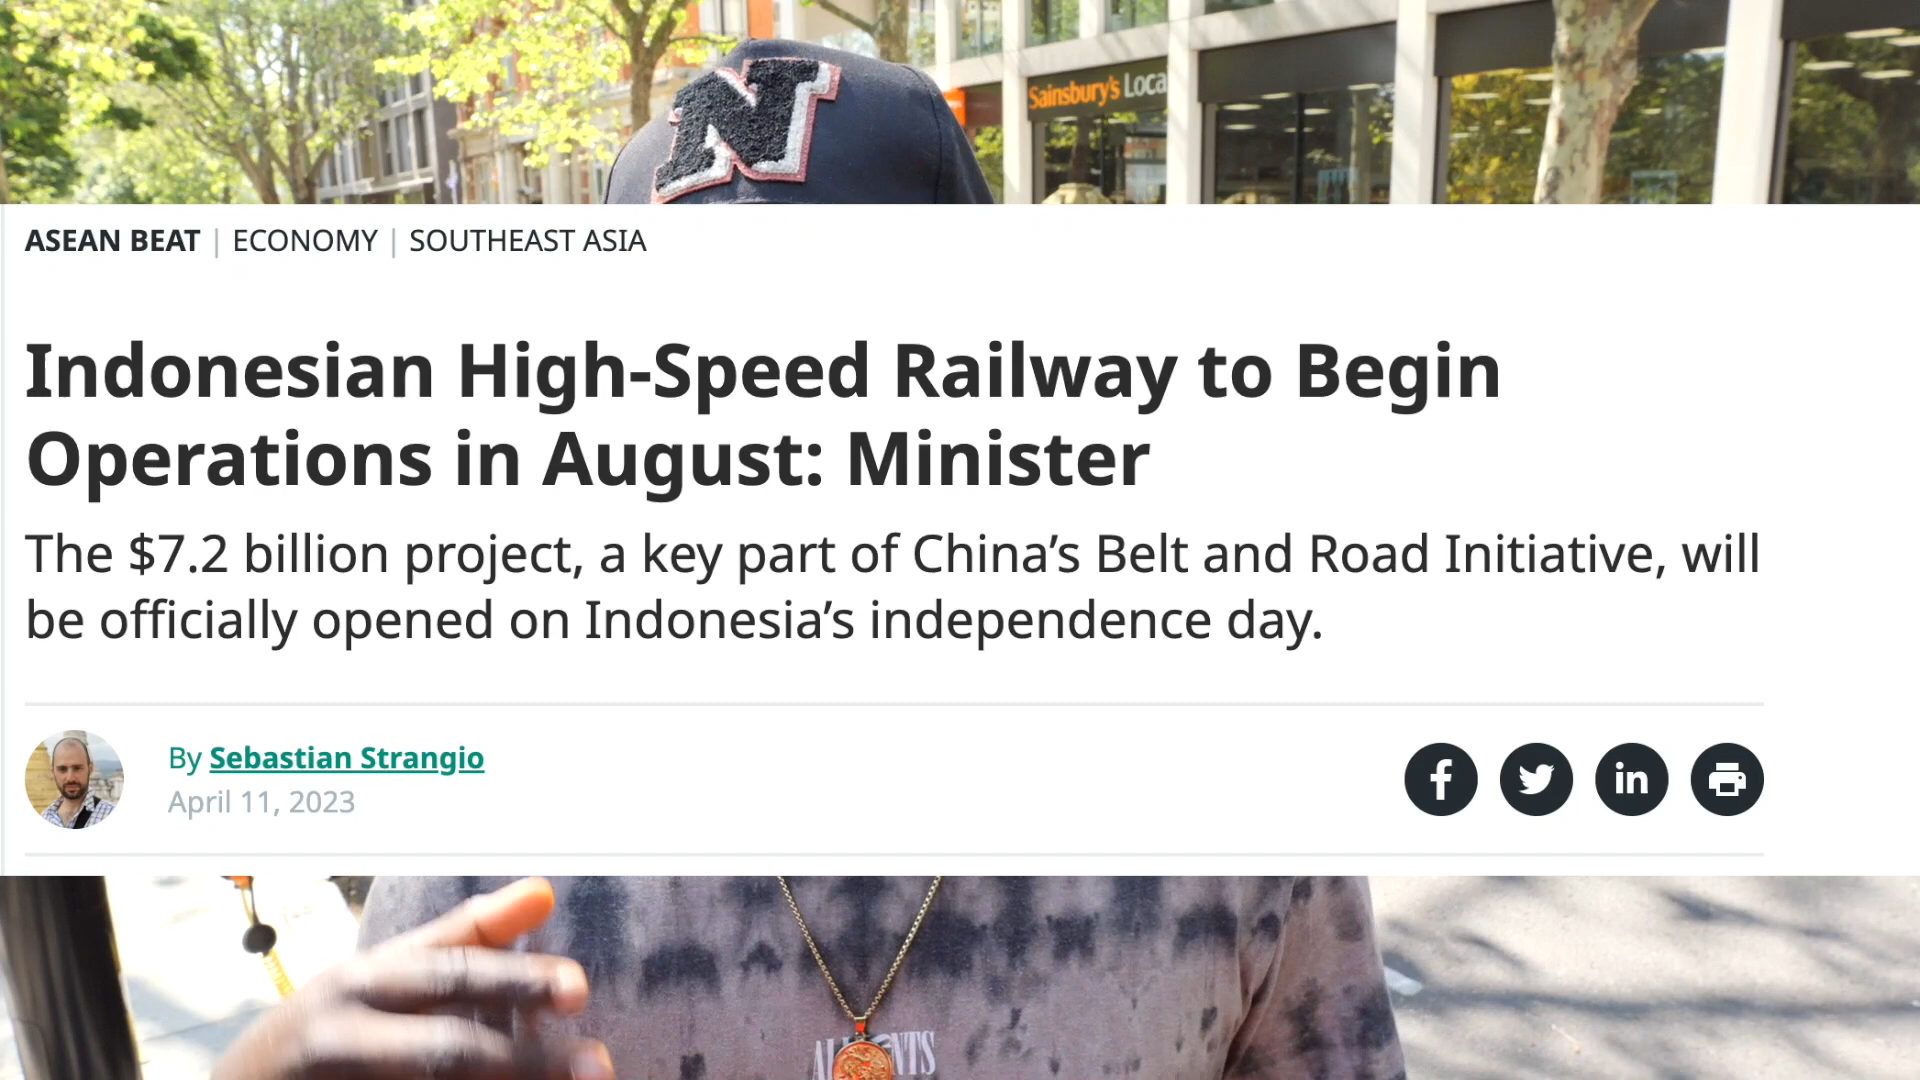 N
Sainsbury's Loca
ASEAN BEAT | ECONOMY | SOUTHEAST ASIA
Indonesian High-Speed Railway to Begin
Operations in August: Minister
The $7.2 billion project, a key part of China’s Belt and Road Initiative, will
be officially opened on Indonesia’s independence day.
By Sebastian Strangio
April 11, 2023